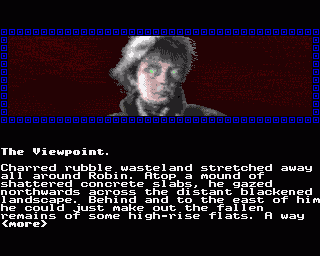 The Viewpoint.
Charred rubble wasteland stretched away
all around Robin. Atop a mound of
shattered concrete slabs, he gazed
northwards across the distant blackened
landscape. Behind and to the east of him
he could just make out the fallen
remains of some high-rise flats. A way
<more>